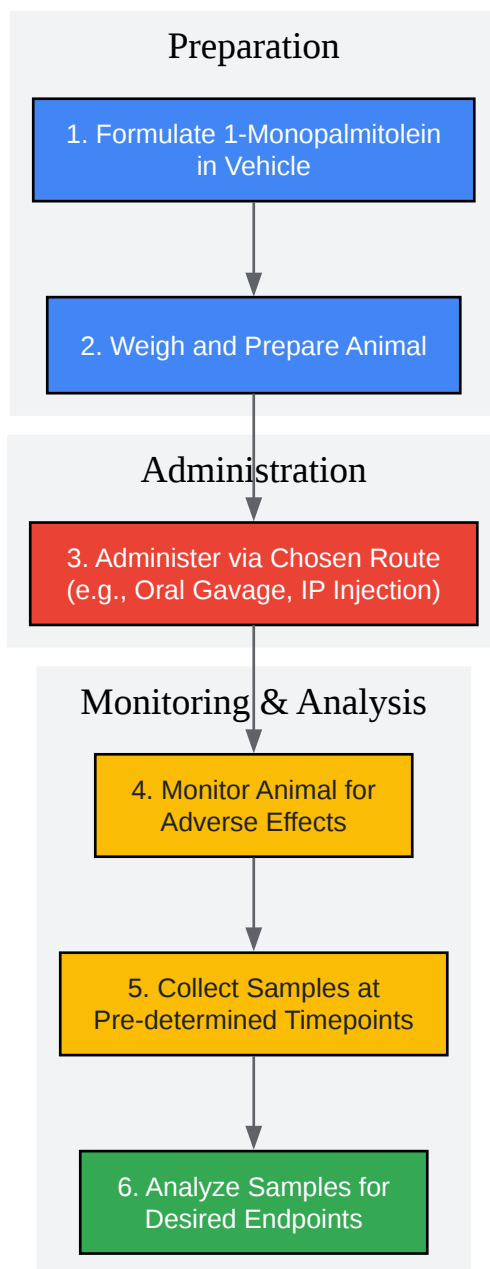 Preparation
1. Formulate 1-Monopalmitolein
in Vehicle
2. Weigh and Prepare Animal
Administration
3. Administer via Chosen Route
(e.g., Oral Gavage, IP Injection)
Monitoring & Analysis
4. Monitor Animal for
Adverse Effects
5. Collect Samples at
Pre-determined Timepoints
6. Analyze Samples for
Desired Endpoints